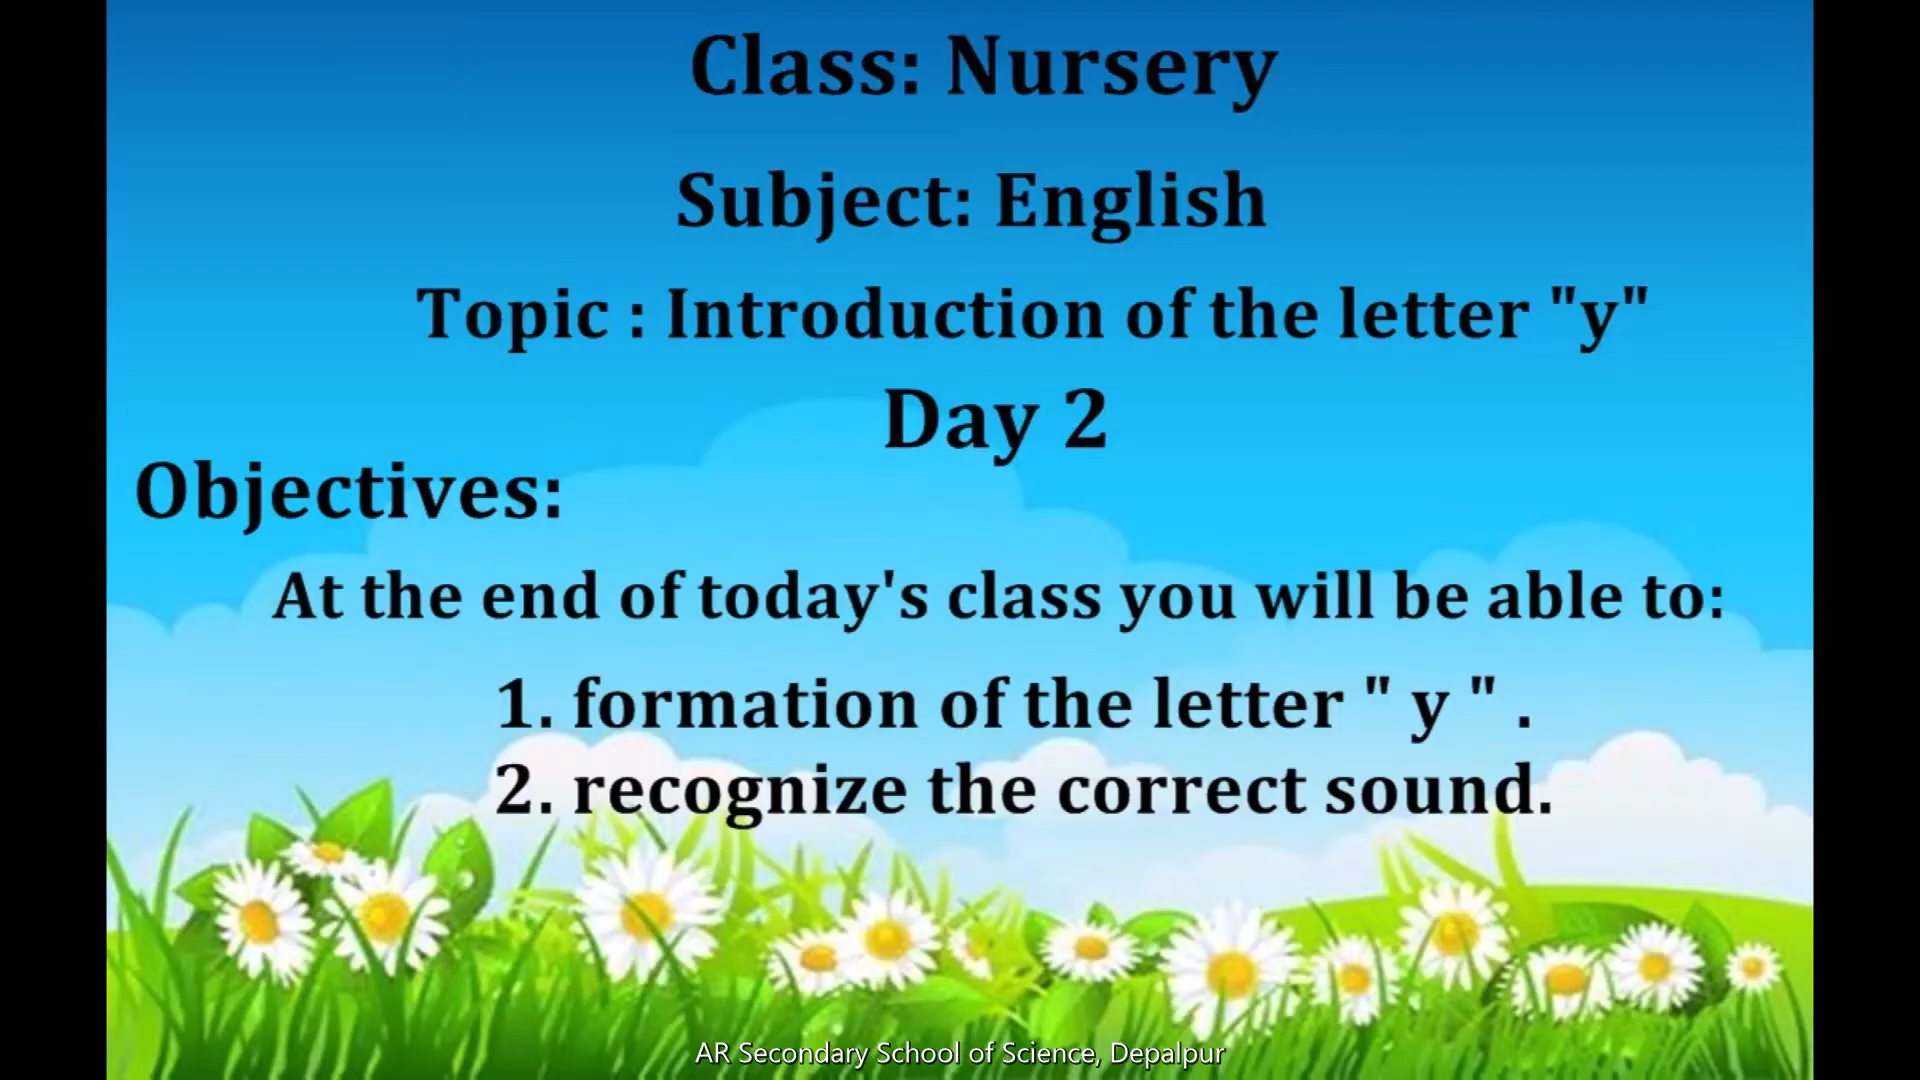 Class: Nursery
Subject: English
Topic : Introduction of the letter "y"
Day 2
Objectives:
At the end of today's class you will be able to:
1. formation of the letter " y " .
2. recognize the correct sound.
AR Secondary School of Science, Depalpur